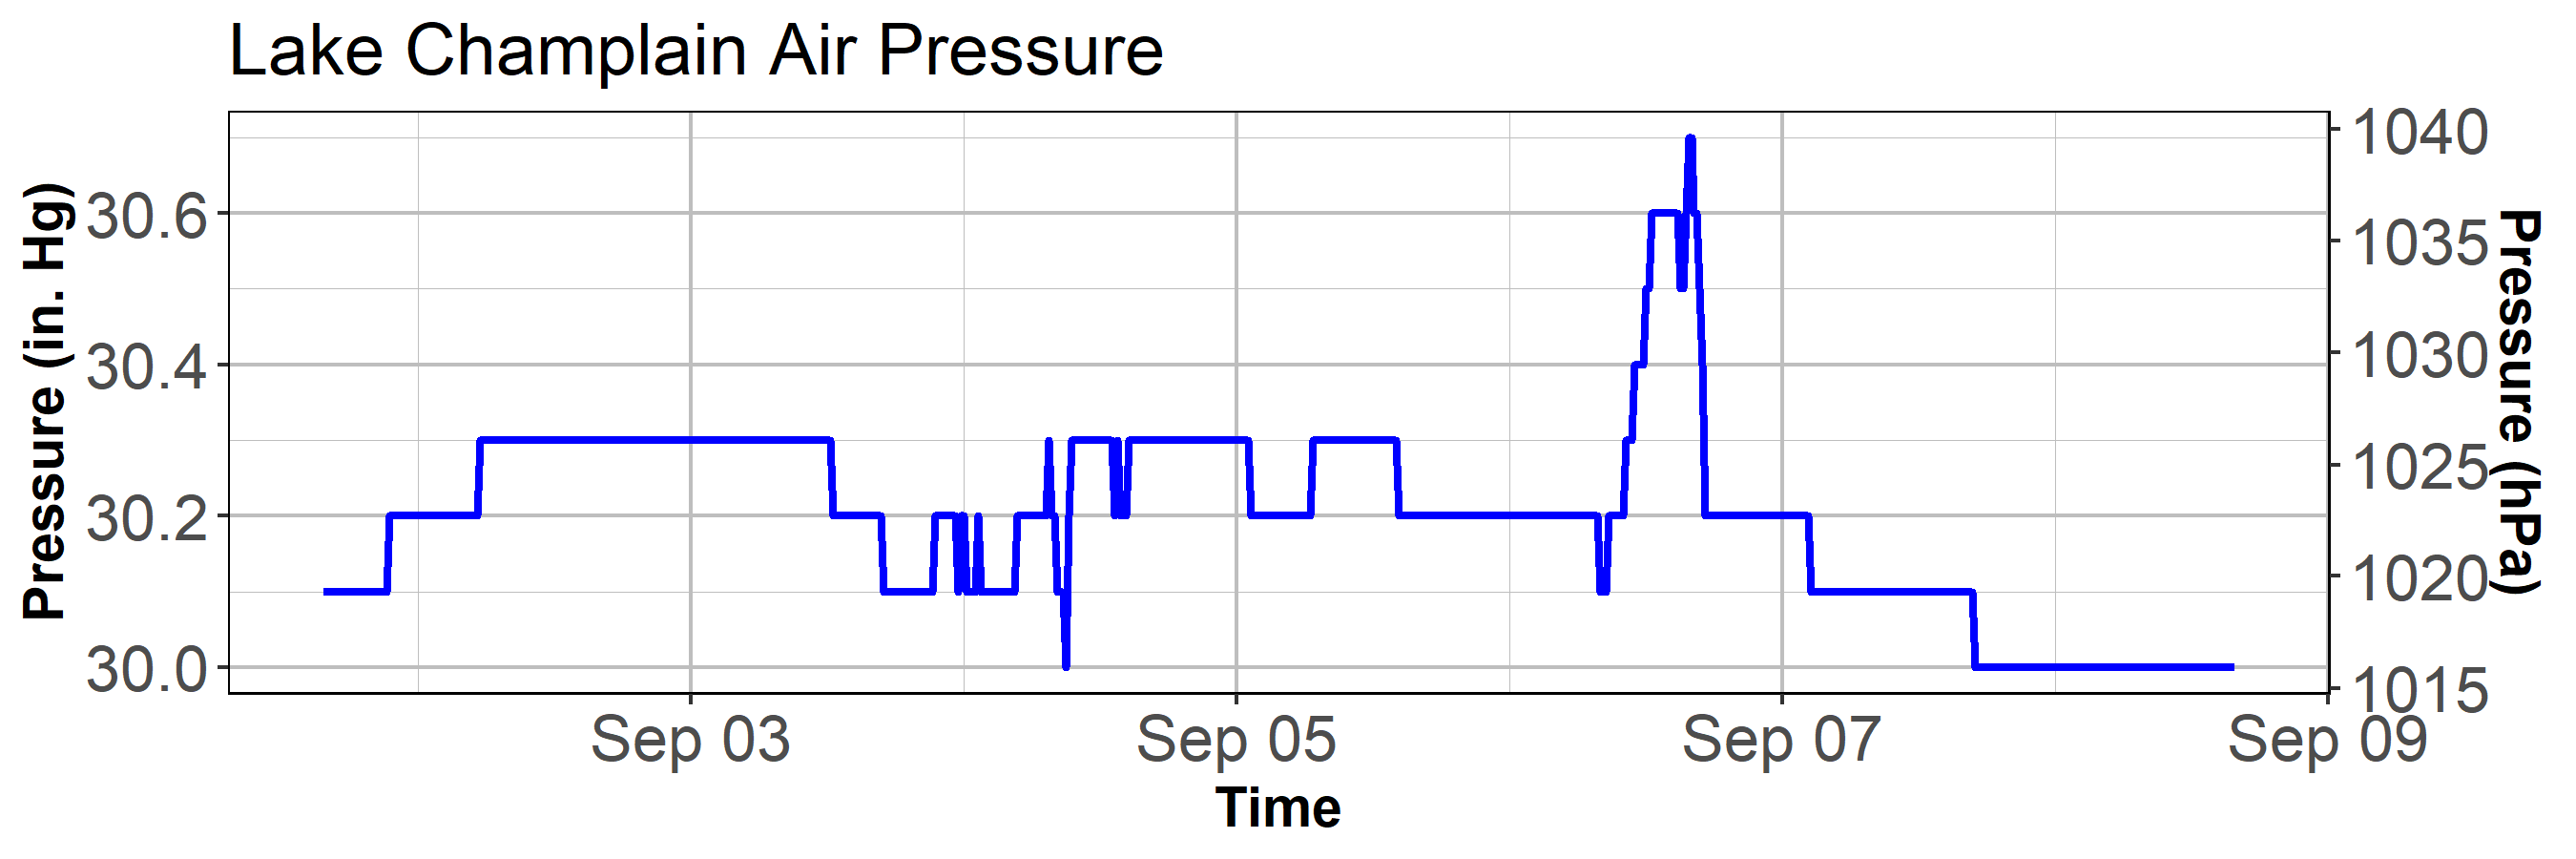 Lake Champlain Air Pressure
Pressure (in. Hg)
30.6
30.4
30.2
30.0
1040
1035
1030
1025
1020
1015
Pressure (hPa)
Sep 03 Sep 05 Sep 07 Sep 09
Time